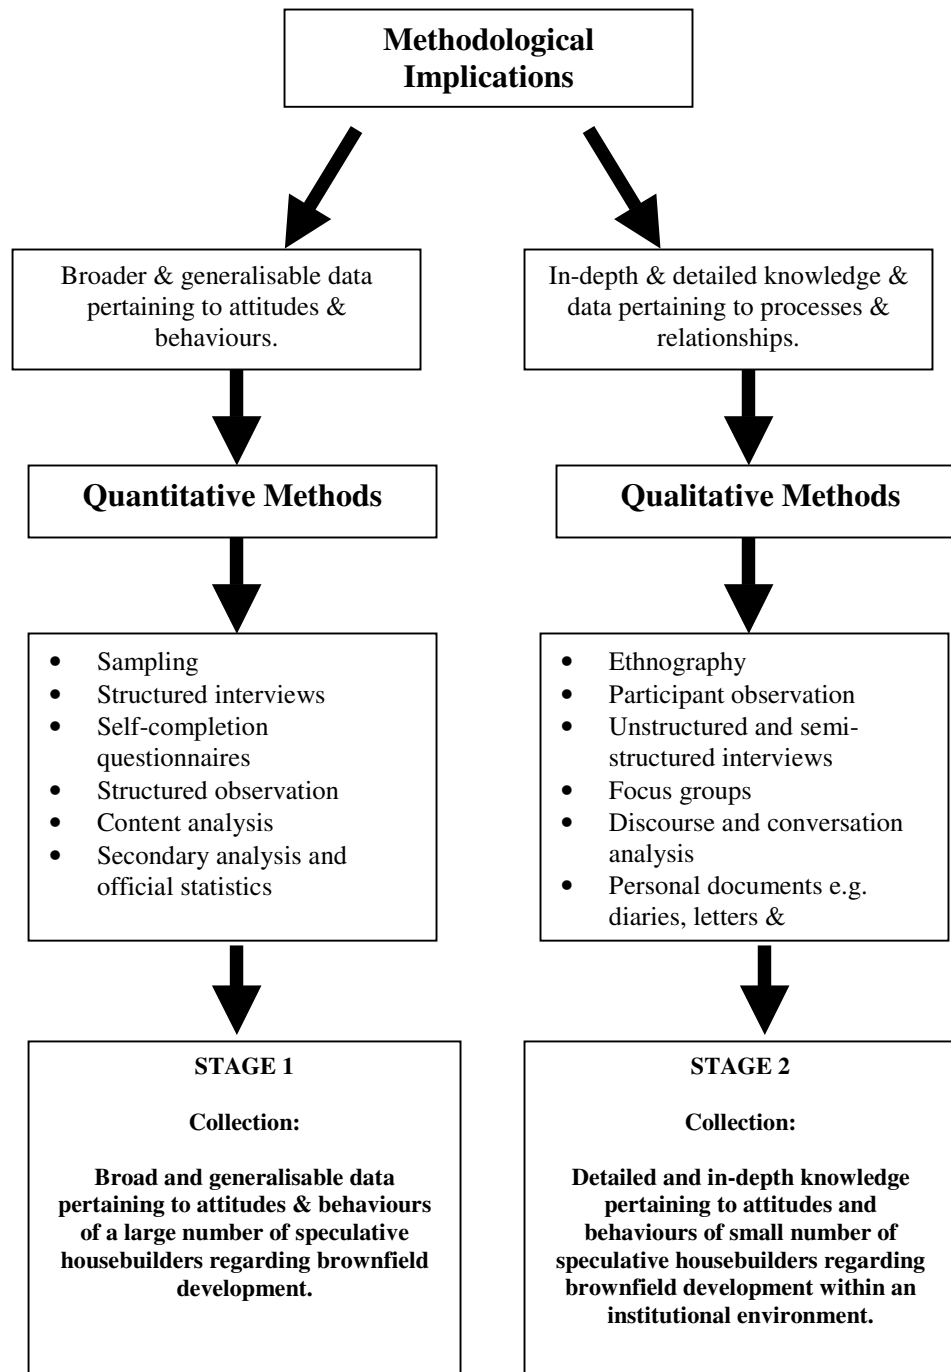 Methodological
Implications
Broader & generalisable data
pertaining to attitudes &
behaviours.
In-depth & detailed knowledge &
data pertaining to processes &
relationships.
Quantitative Methods
Qualitative Methods
• Sampling
• Structured interviews
• Self-completion
questionnaires
• Structured observation
• Content analysis
• Secondary analysis and
official statistics
• Ethnography
• Participant observation
• Unstructured and semi-
structured interviews
• Focus groups
• Discourse and conversation
analysis
• Personal documents e.g.
diaries, letters &
STAGE 1
Collection:
Broad and generalisable data
pertaining to attitudes & behaviours
of a large number of speculative
housebuilders regarding brownfield
development.
STAGE 2
Collection:
Detailed and in-depth knowledge
pertaining to attitudes and
behaviours of small number of
speculative housebuilders regarding
brownfield development within an
institutional environment.